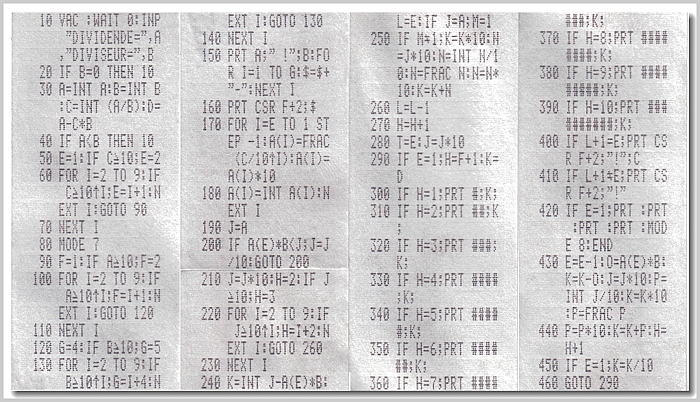 10 VAC :WAIT 0:INP
"DIVIDENDE=",A
,"DIVISEUR=",B
20 IF B=0 THEN 10
30 A=INT A:B=INT B
:C=INT (A/B):D=
A-C*B
40 IF A<B THEN 10
50 E=1:IF C≥10;E=2
60 FOR I=2 TO 9:IF
C≥10↑I;E=I+1:N
EXT I:GOTO 90
70 NEXT I
80 MODE 7
90 F=1:IF A≥10;F=2
100 FOR I=2 TO 9:IF
A≥10↑I;F=I+1:N
EXT I:GOTO 120
110 NEXT I
120 G=4:IF B≥10;G=5
130 FOR I=2 TO 9:IF
B≥10↑I;G=I+4:N
EXT I:GOTO 130
140 NEXT I
150 PRT A;" !";B:FO
R I=1 TO G:$=$+
"-":NEXT I
160 PRT CSR F+2;$
170 FOR I=E TO 1 ST
EP -1:A(I)=FRAC
(C/10↑I):A(I)=
A(I)*10
180 A(I)=INT A(I):N
EXT I
190 J=A
200 IF A(E)*B<J;J=J
/10:GOTO 200
210 J=J*10:H=2:IF J
≥10;H=3
220 FOR I=2 TO 9:IF
J≥10↑I;H=I+2:N
EXT I:GOTO 260
230 NEXT I
240 K=INT J-A(E)*B:
L=E:IF J=A;M=1
250 IF M≠1;K=K*10:N
=J*10:N=INT N/1
0:N=FRAC N:N=N*
10:K=K+N
260 L=L-1
270 H=H+1
280 T=E:J=J*10
290 IF E=1;H=F+1:K=
D
300 IF H=1;PRT #;K;
310 IF H=2;PRT ##;K
;
320 IF H=3;PRT ###;
K;
330 IF H=4;PRT ####
;K;
340 IF H=5;PRT ####
#;K;
350 IF H=6;PRT ####
##;K;
360 IF H=7;PRT ####
###;K;
370 IF H=8;PRT ####
####;K;
380 IF H=9;PRT ####
#####;K;
390 IF H=10;PRT ###
#######;K;
400 IF L+1=E;PRT CS
R F+2;"!";C
410 IF L+1≠E;PRT CS
R F+2;"!"
420 IF E=1;PRT :PRT
:PRT :PRT :MOD
E 8:END
430 E=E-1:O=A(E)*B:
K=K-O:J=J*10:P=
INT J/10:K=K*10
:P=FRAC P
440 P=P*10:K=K+P:H=
H+1
450 IF E=1;K=K/10
460 GOTO 290